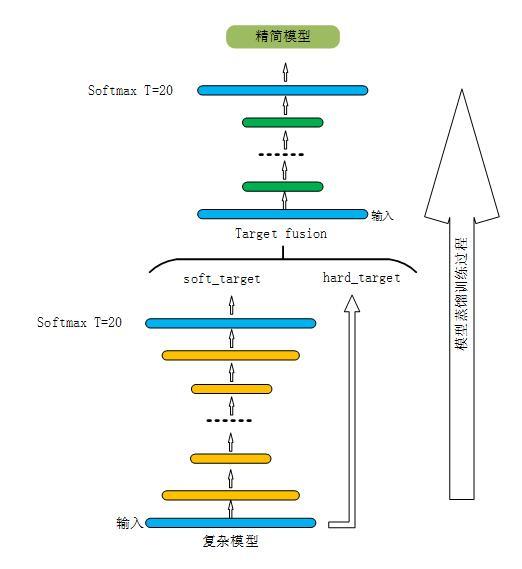 精简模型
Softmax T=20
输入
Target fusion
soft_target
hard_target
Softmax T=20
输入
复杂模型
模型蒸馏训练过程